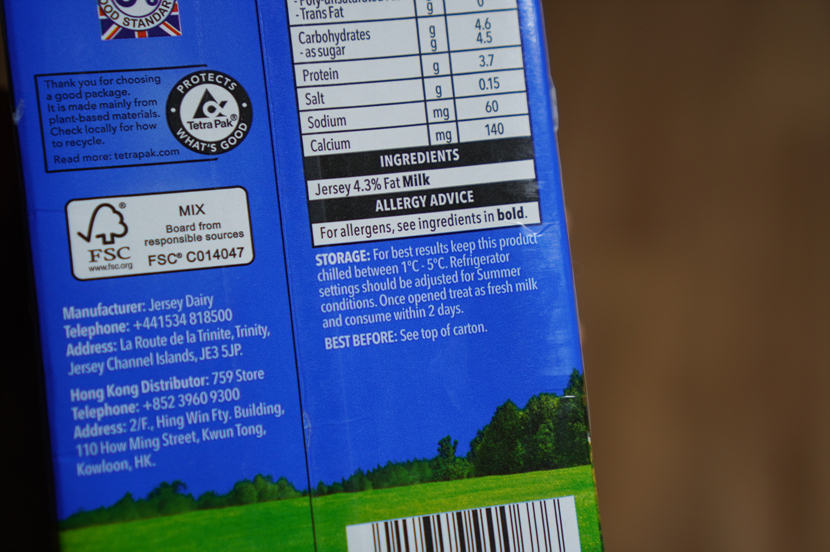 OOD STANDAR
Thank you for choosing
a good package.
It is made mainly from
plant-based materials.
Check locally for how
to recycle.
Read more: tetrapak.com
PROTECTS
Tetra Pak®
WHAT'S GOOD
FSC®
www.fsc.org
MIX
Board from
responsible sources
FSC® C014047
Manufacturer: Jersey Dairy
Telephone: +441534 818500
Address: La Route de la Trinite, Trinity,
Jersey Channel Islands, JE3 5JP.
Hong Kong Distributor: 759 Store
Telephone: +852 3960 9300
Address: 2/F., Hing Win Fty. Building,
110 How Ming Street, Kwun Tong,
Kowloon, HK.
- Trans Fat g 0
Carbohydrates g 4.6
- as sugar g 4.5
Protein g 3.7
Salt g 0.15
Sodium mg 60
Calcium mg 140
INGREDIENTS
Jersey 4.3% Fat Milk
ALLERGY ADVICE
For allergens, see ingredients in bold.
STORAGE: For best results keep this product
chilled between 1°C - 5°C. Refrigerator
settings should be adjusted for Summer
conditions. Once opened treat as fresh milk
and consume within 2 days.
BEST BEFORE: See top of carton.